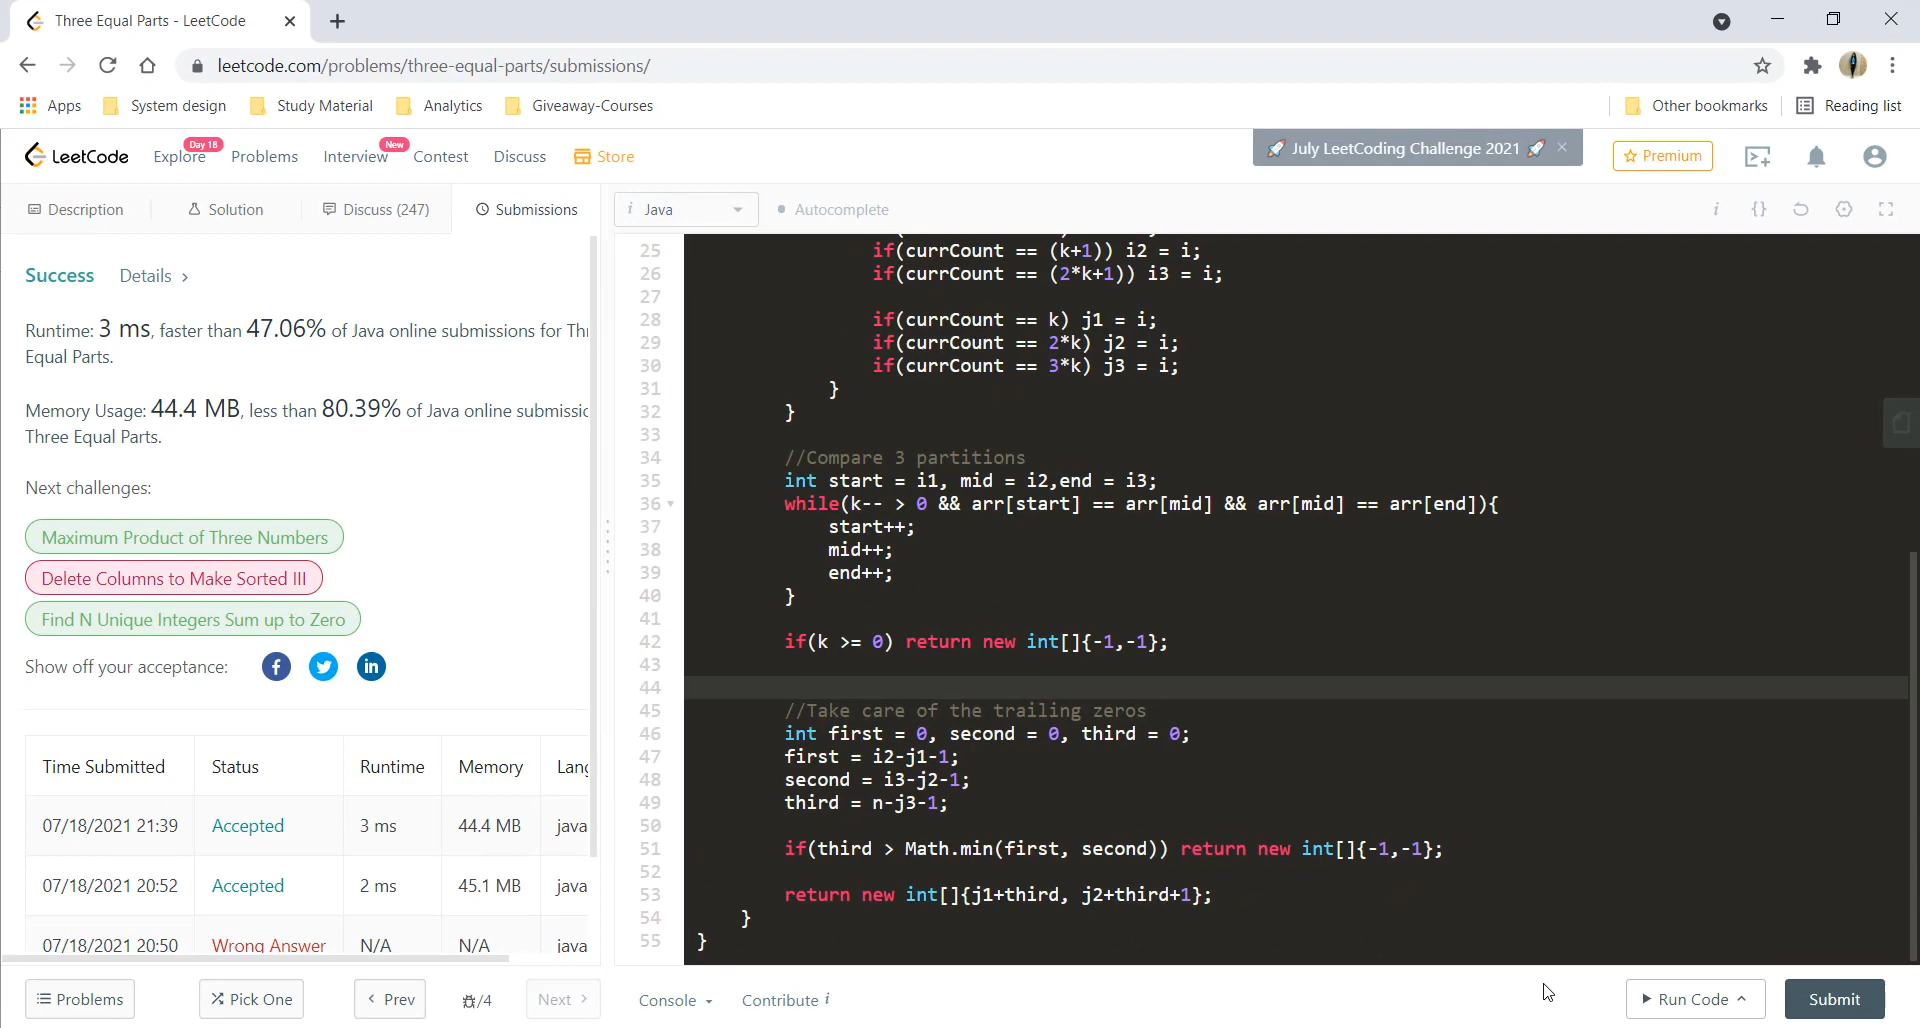 Three Equal Parts - LeetCode
leetcode.com/problems/three-equal-parts/submissions/
Apps System design Study Material Analytics Giveaway-Courses Other bookmarks Reading list
LeetCode Explore Day 18 Problems Interview New Contest Discuss Store July LeetCoding Challenge 2021 Premium
Description Solution Discuss (247) Submissions
Success Details >
Runtime: 3 ms, faster than 47.06% of Java online submissions for
Equal Parts.
Memory Usage: 44.4 MB, less than 80.39% of Java online
Three Equal Parts.
Next challenges:
Maximum Product of Three Numbers
Delete Columns to Make Sorted III
Find N Unique Integers Sum up to Zero
Show off your acceptance:
Time Submitted Status Runtime Memory
07/18/2021 21:39 Accepted 3 ms 44.4 MB java
07/18/2021 20:52 Accepted 2 ms 45.1 MB java
07/18/2021 20:50 Wrong Answer N/A N/A java
i Java Autocomplete i {}
25 if(currCount == (k+1)) i2 = i;
26 if(currCount == (2*k+1)) i3 = i;
27
28 if(currCount == k) j1 = i;
29 if(currCount == 2*k) j2 = i;
30 if(currCount == 3*k) j3 = i;
31 }
32 }
33
34 //Compare 3 partitions
35 int start = i1, mid = i2,end = i3;
36 while(k-- > 0 && arr[start] == arr[mid] && arr[mid] == arr[end]){
37 start++;
38 mid++;
39 end++;
40 }
41
42 if(k >= 0) return new int[]{-1,-1};
43
44
45 //Take care of the trailing zeros
46 int first = 0, second = 0, third = 0;
47 first = i2-j1-1;
48 second = i3-j2-1;
49 third = n-j3-1;
50
51 if(third > Math.min(first, second)) return new int[]{-1,-1};
52
53 return new int[]{j1+third, j2+third+1};
54 }
55 }
Problems Pick One < Prev /4 Next > Console Contribute i Run Code Submit